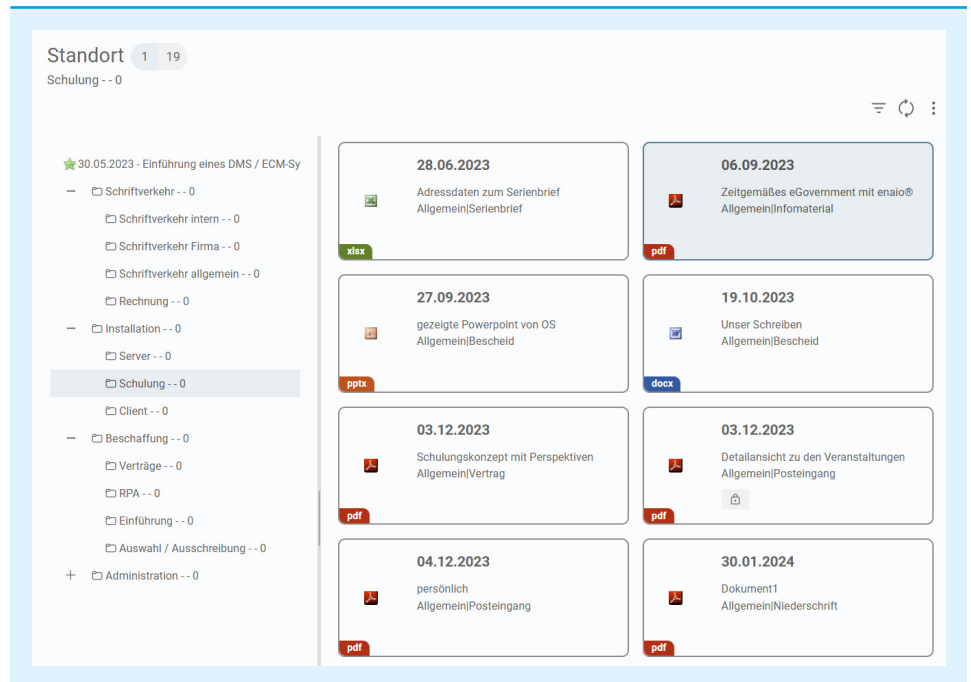 Standort 1 19
Schulung - - 0
30.05.2023 - Einführung eines DMS / ECM-Sy
Schriftverkehr - - 0
Schriftverkehr intern - - 0
Schriftverkehr Firma - - 0
Schriftverkehr allgemein - - 0
Rechnung - - 0
Installation - - 0
Server - - 0
Schulung - - 0
Client - - 0
Beschaffung - - 0
Verträge - - 0
RPA - - 0
Einführung - - 0
Auswahl / Ausschreibung - - 0
Administration - - 0
28.06.2023
Adressdaten zum Serienbrief
Allgemein|Serienbrief
xlsx
06.09.2023
Zeitgemäßes eGovernment mit enaio®
Allgemein|Infomaterial
pdf
27.09.2023
gezeigte Powerpoint von OS
Allgemein|Bescheid
pptx
19.10.2023
Unser Schreiben
Allgemein|Bescheid
docx
03.12.2023
Schulungskonzept mit Perspektiven
Allgemein|Vertrag
pdf
03.12.2023
Detailansicht zu den Veranstaltungen
Allgemein|Posteingang
pdf
04.12.2023
persönlich
Allgemein|Posteingang
pdf
30.01.2024
Dokument1
Allgemein|Niederschrift
pdf